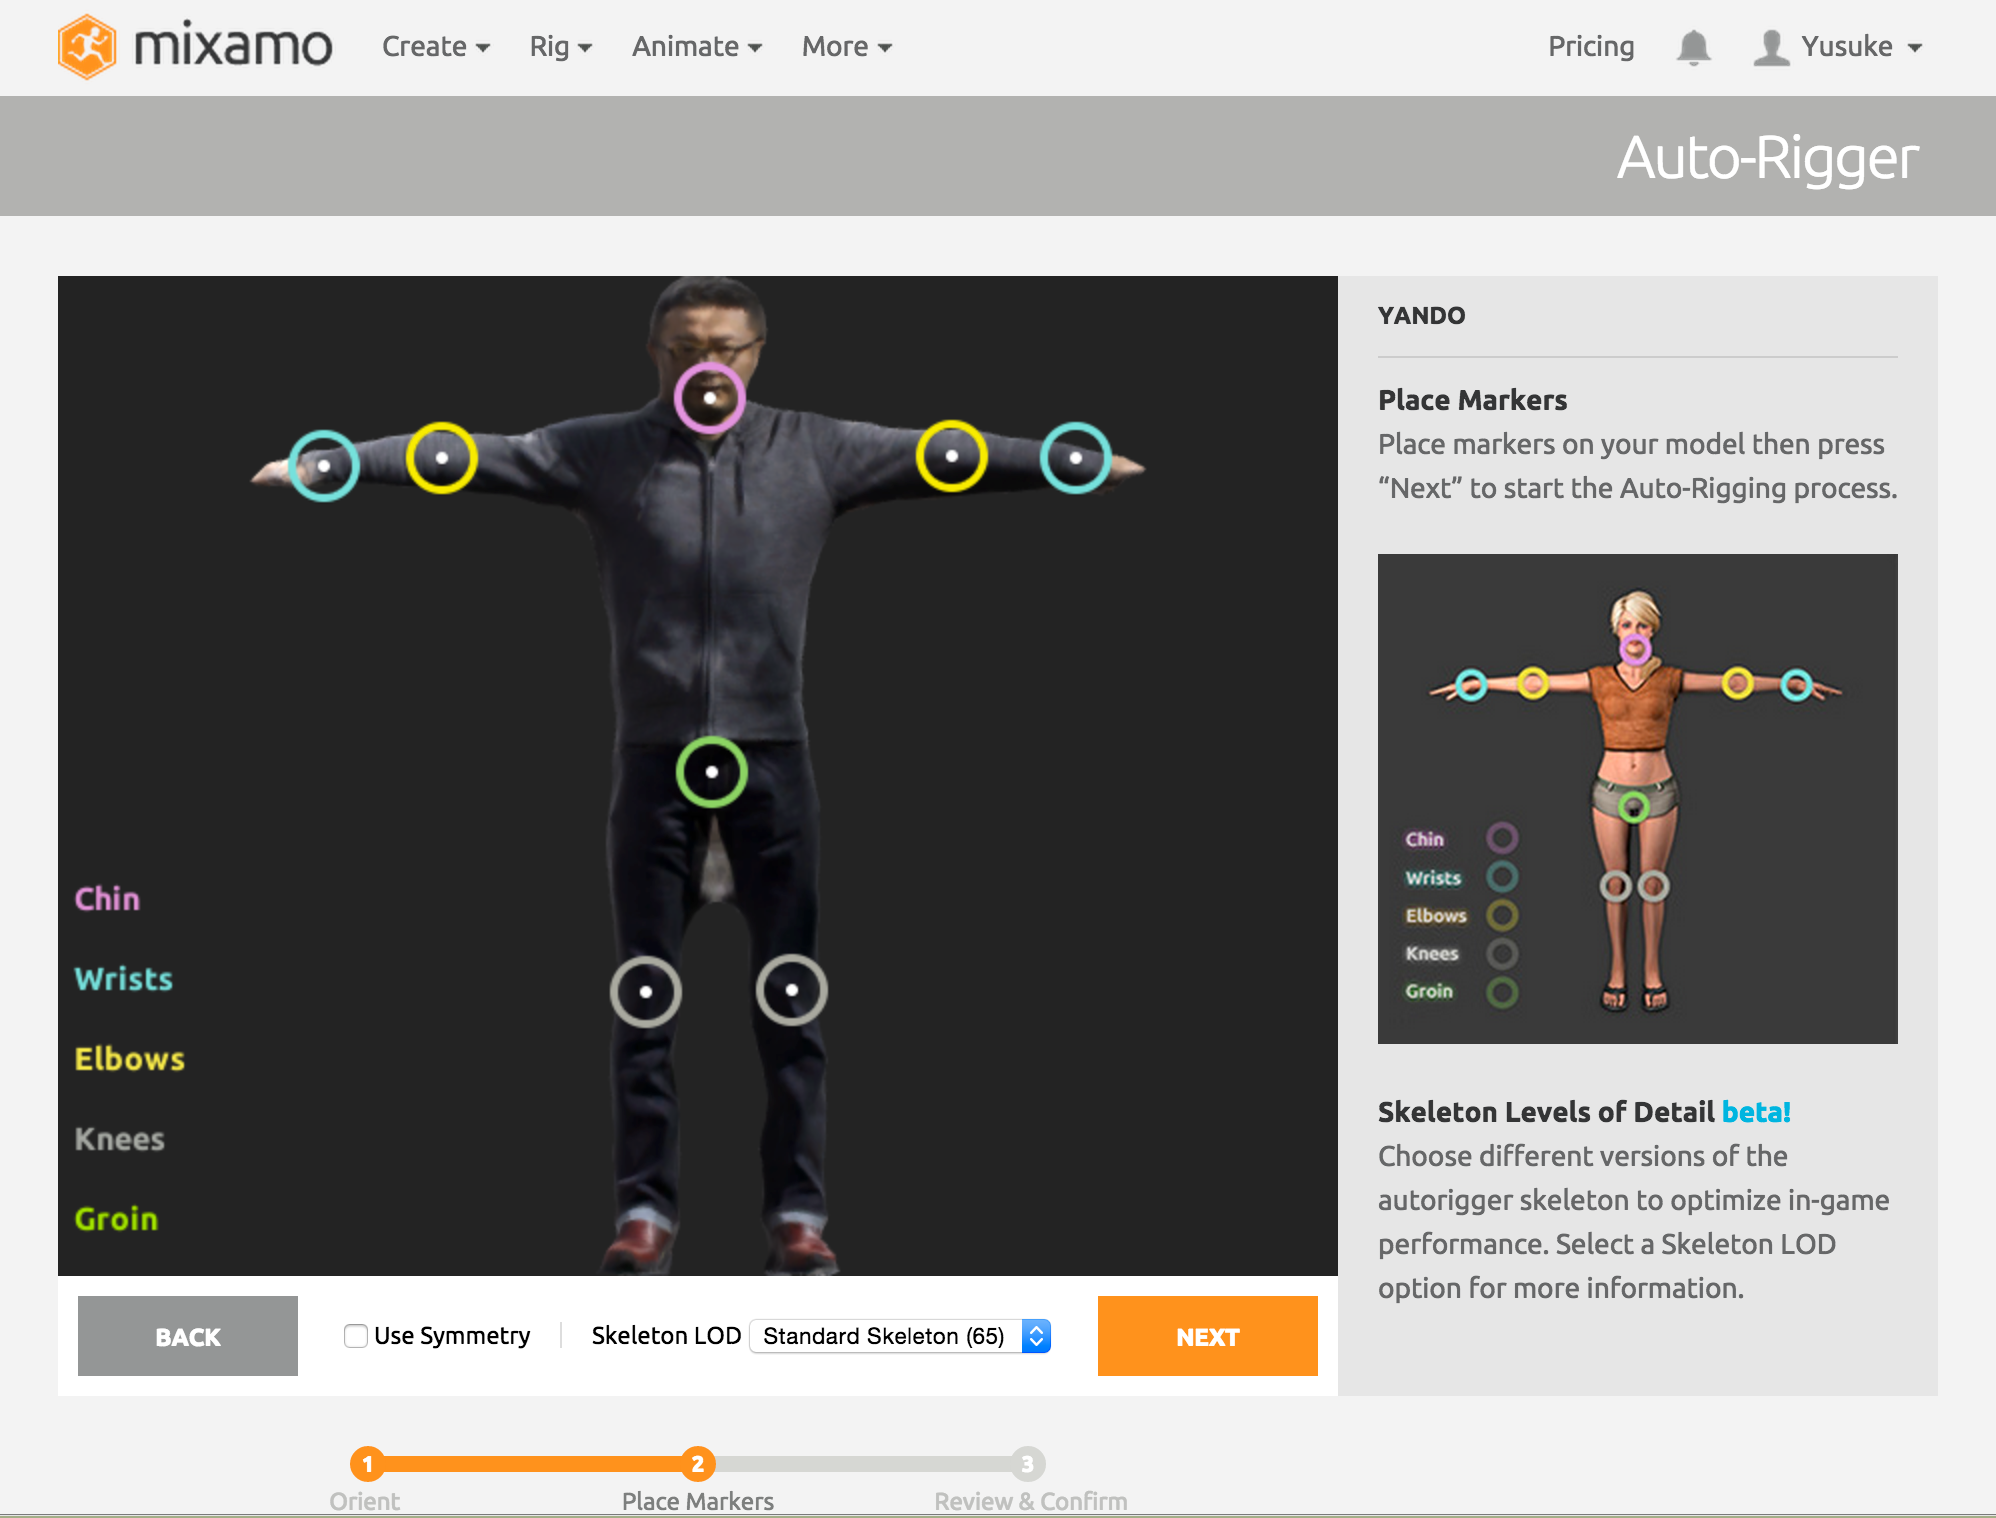 mixamo
Create
Rig
Animate
More
Pricing
Yusuke
Auto-Rigger
Chin
Wrists
Elbows
Knees
Groin
YANDO
Place Markers
Place markers on your model then press
“Next” to start the Auto-Rigging process.
Chin
Wrists
Elbows
Knees
Groin
Skeleton Levels of Detail beta!
Choose different versions of the
autorigger skeleton to optimize in-game
performance. Select a Skeleton LOD
option for more information.
BACK
Use Symmetry
Skeleton LOD
Standard Skeleton (65)
NEXT
1
2
3
Orient
Place Markers
Review & Confirm